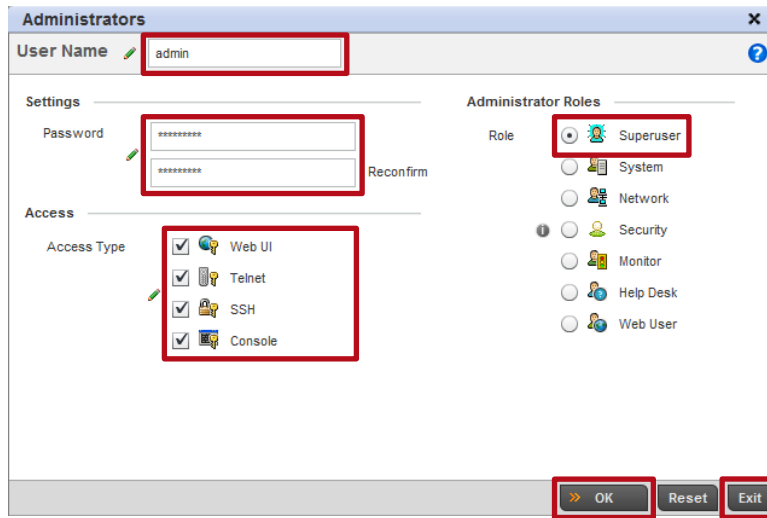 Administrators
User Name admin
Settings
Password *********
********* Reconfirm
Access
Access Type Web UI
Telnet
SSH
Console
Administrator Roles
Role Superuser
System
Network
Security
Monitor
Help Desk
Web User
» OK Reset Exit